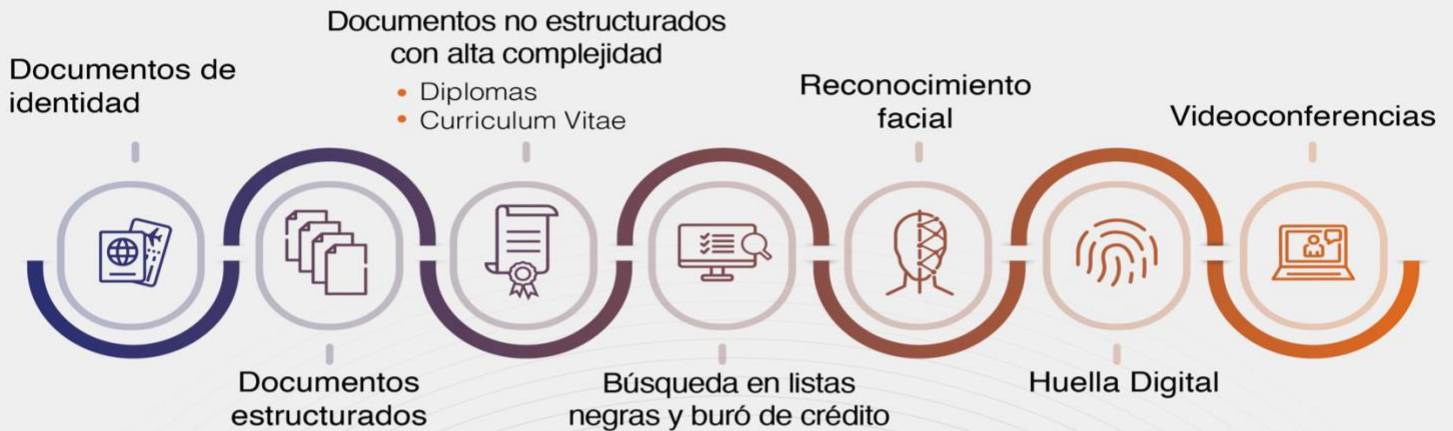 Documentos de
identidad
Documentos
estructurados
Documentos no estructurados
con alta complejidad
• Diplomas
• Curriculum Vitae
Búsqueda en listas
negras y buró de crédito
Reconocimiento
facial
Huella Digital
Videoconferencias